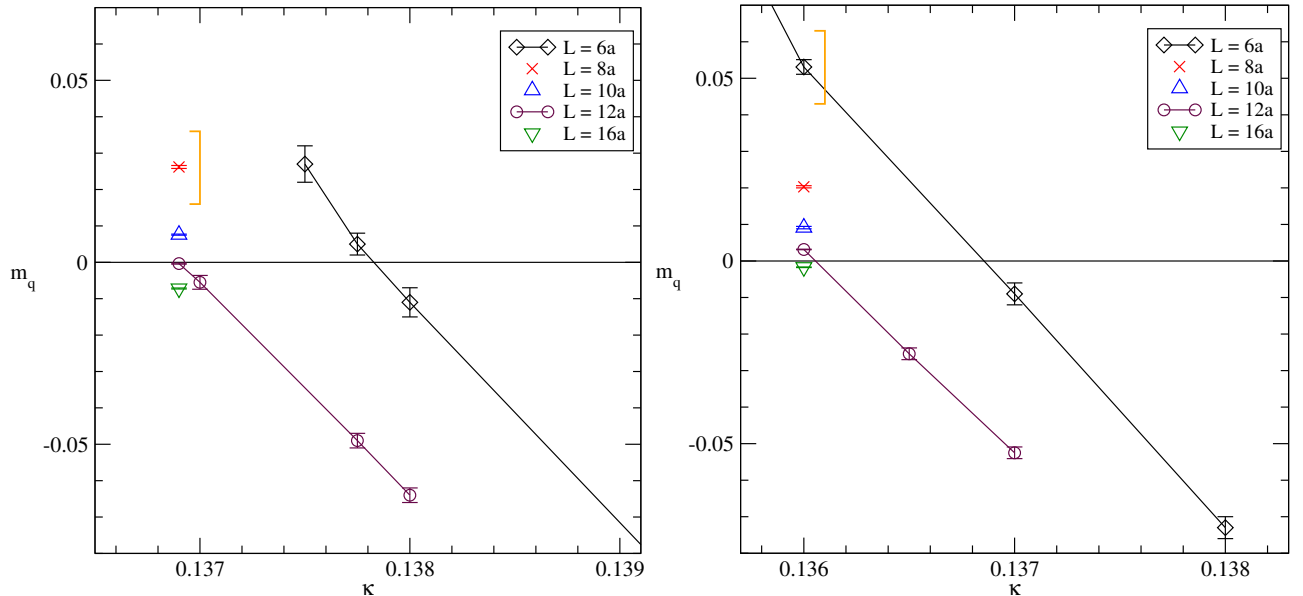 L = 6a
L = 8a
L = 10a
L = 12a
L = 16a
0.05
0
-0.05
m_q
0.137
0.138
0.139
κ
L = 6a
L = 8a
L = 10a
L = 12a
L = 16a
0.05
0
-0.05
m_q
0.136
0.137
0.138
κ